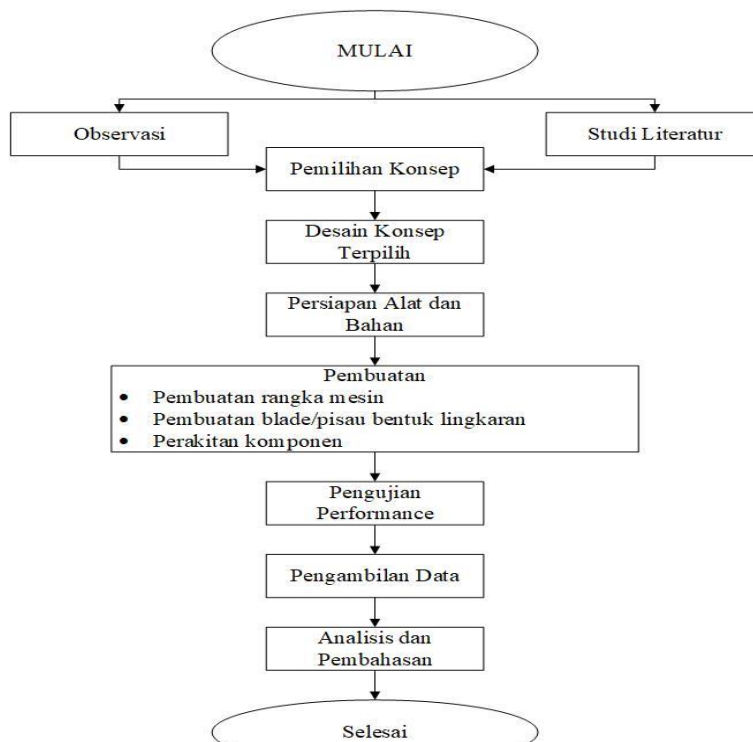 MULAI
Observasi
Studi Literatur
Pemilihan Konsep
Desain Konsep
Terpilih
Persiapan Alat dan
Bahan
Pembuatan
• Pembuatan rangka mesin
• Pembuatan blade/pisau bentuk lingkaran
• Perakitan komponen
Pengujian
Performance
Pengambilan Data
Analisis dan
Pembahasan
Selesai